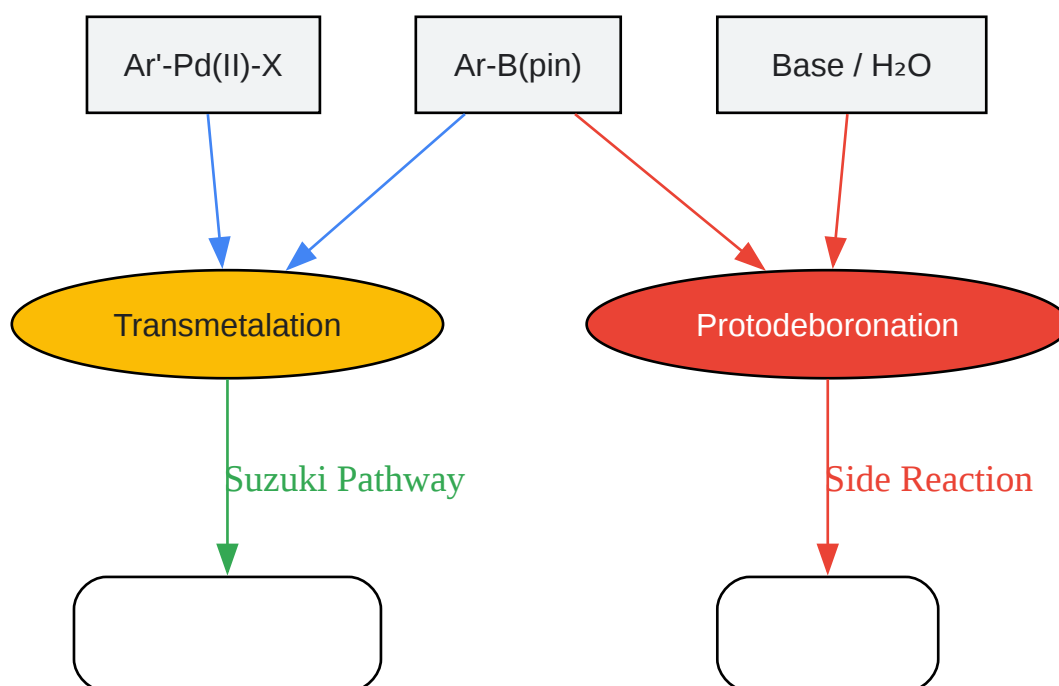 Ar'-Pd(II)-X
Ar-B(pin)
Base / H₂O
Transmetalation
Protodeboronation
Suzuki Pathway
Side Reaction